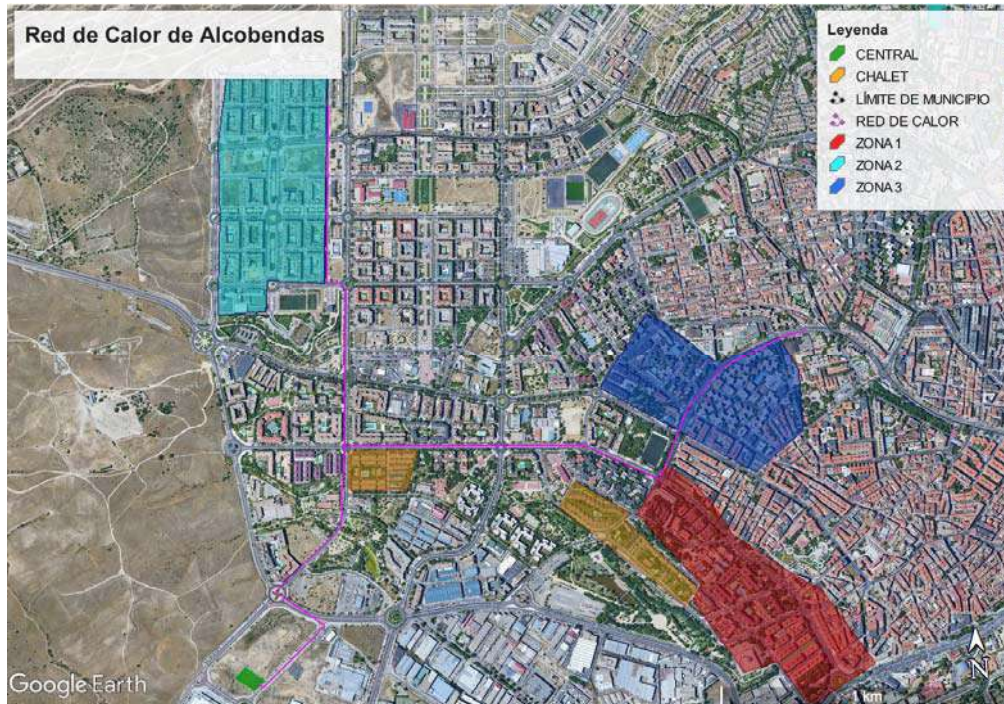 Red de Calor de Alcobendas
Leyenda
CENTRAL
CHALET
LÍMITE DE MUNICIPIO
RED DE CALOR
ZONA 1
ZONA 2
ZONA 3
N
Google Earth
1 km